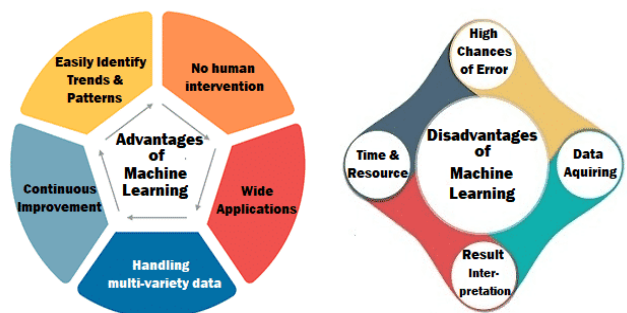 Easily Identify
Trends &
Patterns
No human
intervention
Advantages
of
Machine
Learning
Continuous
Improvement
Wide
Applications
Handling
multi-variety data
High
Chances
of Error
Time &
Resource
Disadvantages
of
Machine
Learning
Data
Aquiring
Result
Inter-
pretation